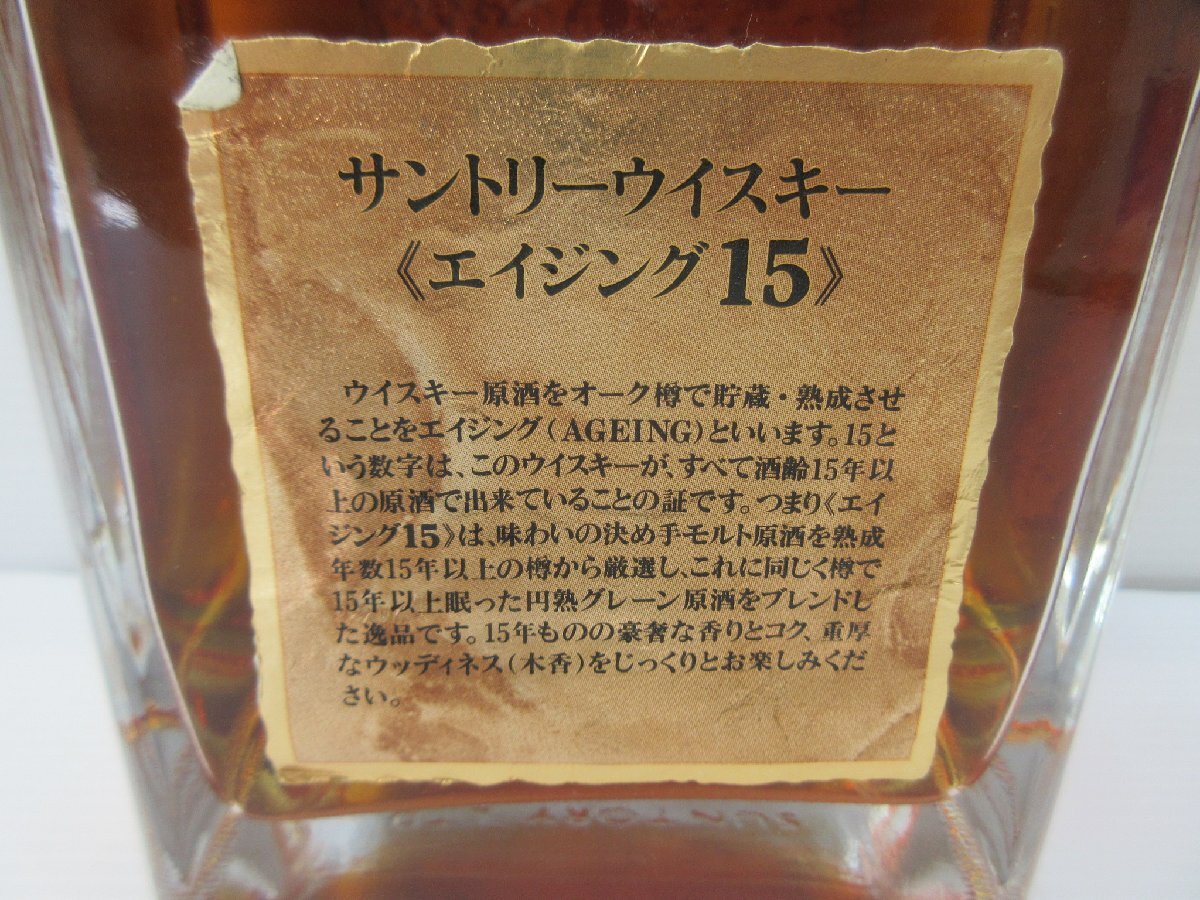 サントリーウイスキー
《エイジング15》
ウイスキー原酒をオーク樽で貯蔵・熟成させ
ることをエイジング(AGEING)といいます。15と
いう数字は、このウイスキーが、すべて酒齢15年以
上の原酒で出来ていることの証です。つまり《エイ
ジング15》は、味わいの決め手モルト原酒を熟成
年数15年以上の樽から厳選し、これに同じく樽で
15年以上眠った円熟グレーン原酒をブレンドし
た逸品です。15年ものの豪奢な香りとコク、重厚
なウッディネス(木香)をじっくりとお楽しみくだ
さい。